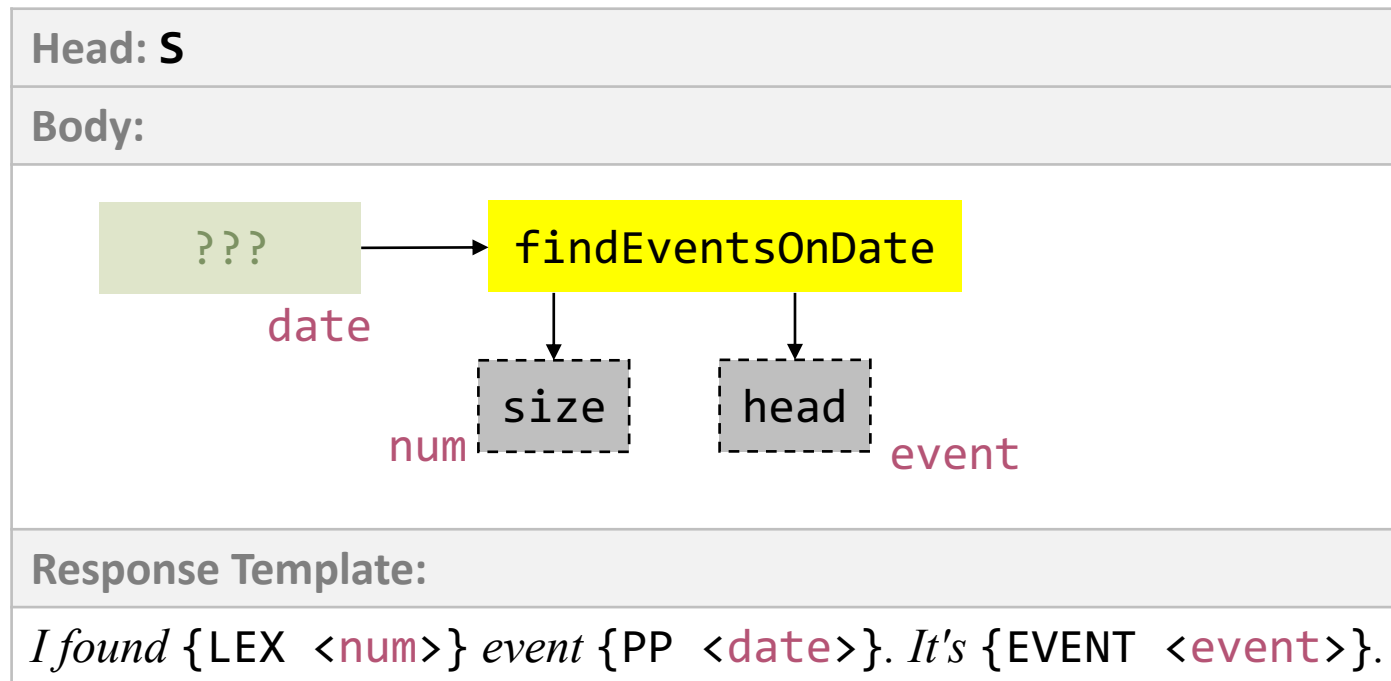 Head: S
Body:
??? findEventsOnDate
date
size head
num event
Response Template:
I found {LEX <num>} event {PP <date>}. It's {EVENT <event>}.